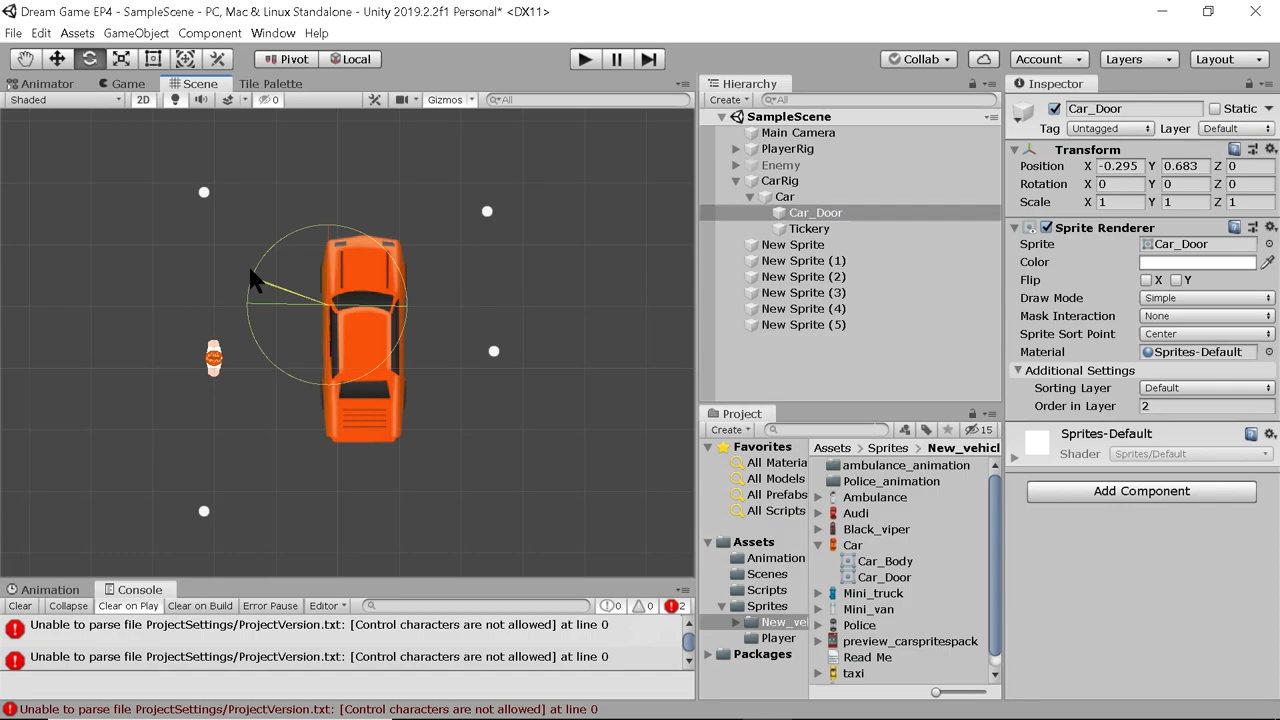 Dream Game EP4 - SampleScene - PC, Mac & Linux Standalone - Unity 2019.2.2f1 Personal* <DX11>
File Edit Assets GameObject Component Window Help
Pivot Local Collab Account Layers Layout
Animator Game Scene Tile Palette
Shaded 2D 0 Gizmos All
Hierarchy
Create All
SampleScene
Main Camera
PlayerRig
Enemy
CarRig
Car
Car_Door
Tickery
New Sprite
New Sprite (1)
New Sprite (2)
New Sprite (3)
New Sprite (4)
New Sprite (5)
Inspector
Car_Door Static
Tag Untagged Layer Default
Transform
Position X -0.295 Y 0.683 Z 0
Rotation X 0 Y 0 Z 0
Scale X 1 Y 1 Z 1
Sprite Renderer
Sprite Car_Door
Color
Flip X Y
Draw Mode Simple
Mask Interaction None
Sprite Sort Point Center
Material Sprites-Default
Additional Settings
Sorting Layer Default
Order in Layer 2
Sprites-Default
Shader Sprites/Default
Add Component
Project
Create 15
Favorites
All Materia
All Models
All Prefabs
All Scripts
Assets
Animation
Scenes
Scripts
Sprites
New_vel
Player
Packages
Assets Sprites New_vehicl
ambulance_animation
Police_animation
Ambulance
Audi
Black_viper
Car
Car_Body
Car_Door
Mini_truck
Mini_van
Police
preview_carspritespack
Read Me
taxi
Animation Console
Clear Collapse Clear on Play Clear on Build Error Pause Editor 0 0 2
Unable to parse file ProjectSettings/ProjectVersion.txt: [Control characters are not allowed] at line 0
Unable to parse file ProjectSettings/ProjectVersion.txt: [Control characters are not allowed] at line 0
Unable to parse file ProjectSettings/ProjectVersion.txt: [Control characters are not allowed] at line 0